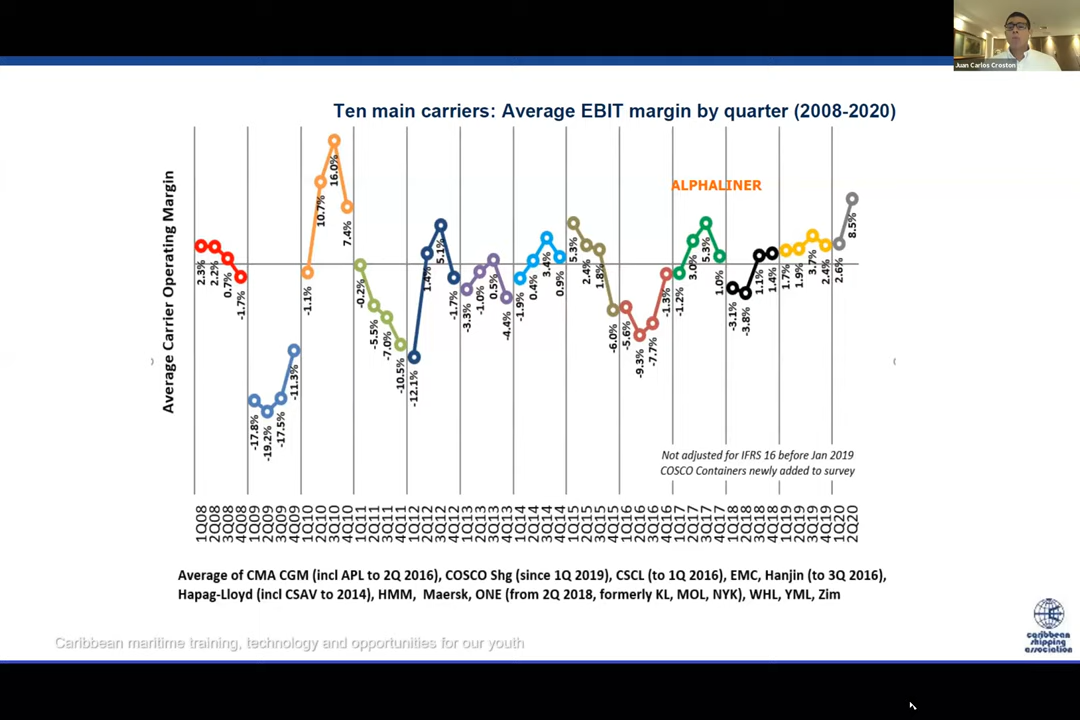 Juan Carlos Croston
Ten main carriers: Average EBIT margin by quarter (2008-2020)
ALPHALINER
Average Carrier Operating Margin
2.3%
2.2%
0.7%
-1.7%
-17.8%
-19.2%
-17.5%
-11.3%
-1.1%
10.7%
16.0%
7.4%
-0.2%
-5.5%
-7.0%
-10.5%
-12.1%
1.4%
5.1%
-1.7%
-3.3%
-1.0%
0.5%
-4.4%
-1.9%
0.4%
3.4%
0.9%
5.3%
2.4%
1.8%
-6.0%
-5.6%
-9.3%
-7.7%
-1.3%
-1.2%
3.0%
5.3%
1.0%
-3.1%
-3.8%
1.1%
1.4%
1.7%
1.9%
3.7%
2.4%
2.6%
8.5%
Not adjusted for IFRS 16 before Jan 2019
COSCO Containers newly added to survey
1Q08
2Q08
3Q08
4Q08
1Q09
2Q09
3Q09
4Q09
1Q10
2Q10
3Q10
4Q10
1Q11
2Q11
3Q11
4Q11
1Q12
2Q12
3Q12
4Q12
1Q13
2Q13
3Q13
4Q13
1Q14
2Q14
3Q14
4Q14
1Q15
2Q15
3Q15
4Q15
1Q16
2Q16
3Q16
4Q16
1Q17
2Q17
3Q17
4Q17
1Q18
2Q18
3Q18
4Q18
1Q19
2Q19
3Q19
4Q19
1Q20
2Q20
Average of CMA CGM (incl APL to 2Q 2016), COSCO Shg (since 1Q 2019), CSCL (to 1Q 2016), EMC, Hanjin (to 3Q 2016),
Hapag-Lloyd (incl CSAV to 2014), HMM, Maersk, ONE (from 2Q 2018, formerly KL, MOL, NYK), WHL, YML, Zim
Caribbean maritime training, technology and opportunities for our youth
caribbean
shipping
association